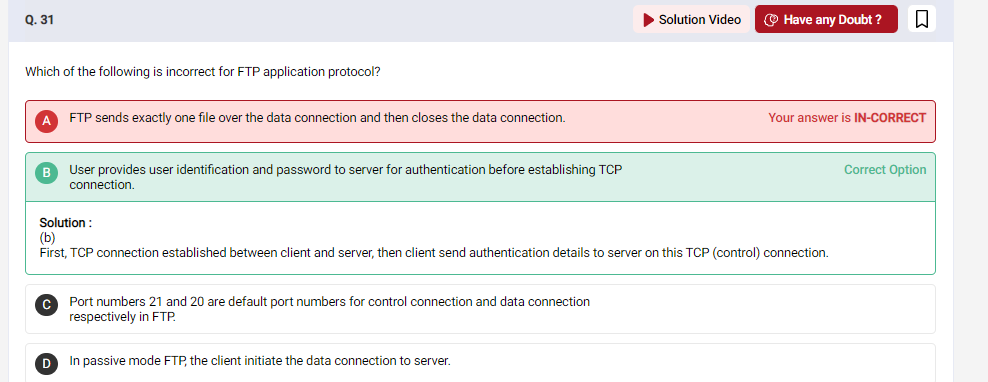 Q. 31
Solution Video
Have any Doubt ?
Which of the following is incorrect for FTP application protocol?
A
FTP sends exactly one file over the data connection and then closes the data connection.
Your answer is IN-CORRECT
B
User provides user identification and password to server for authentication before establishing TCP
connection.
Correct Option
Solution :
(b)
First, TCP connection established between client and server, then client send authentication details to server on this TCP (control) connection.
C
Port numbers 21 and 20 are default port numbers for control connection and data connection
respectively in FTP.
D
In passive mode FTP, the client initiate the data connection to server.